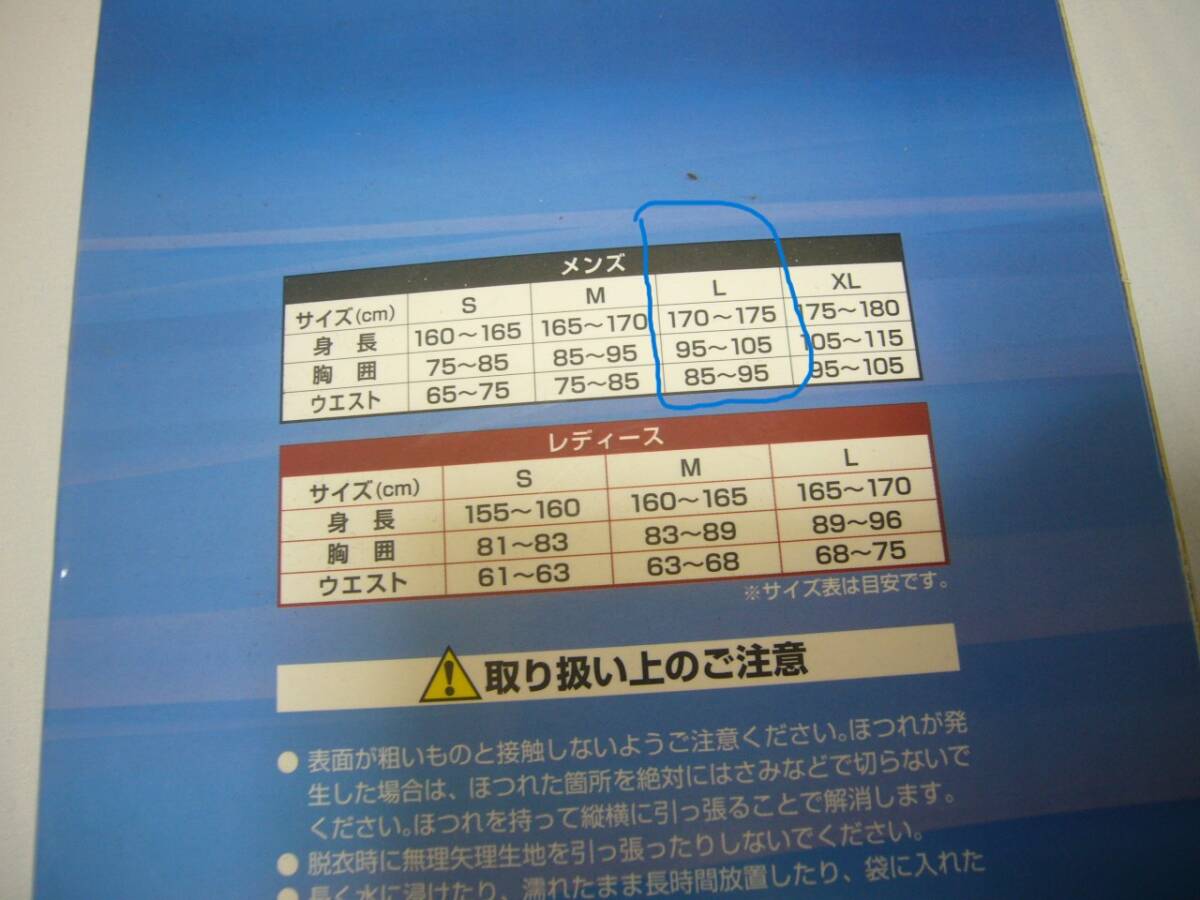 メンズ
サイズ(cm) S M L XL
身長 160～165 165～170 170～175 175～180
胸囲 75～85 85～95 95～105 105～115
ウエスト 65～75 75～85 85～95 95～105
レディース
サイズ(cm) S M L
身長 155～160 160～165 165～170
胸囲 81～83 83～89 89～96
ウエスト 61～63 63～68 68～75
※サイズ表は目安です。
取り扱い上のご注意
● 表面が粗いものと接触しないようご注意ください。ほつれが発
生した場合は、ほつれた箇所を絶対にはさみなどで切らないで
ください。ほつれを持って縦横に引っ張ることで解消します。
● 脱衣時に無理矢理生地を引っ張ったりしないでください。
● 長く水に浸けたり、濡れたまま長時間放置したり、袋に入れた